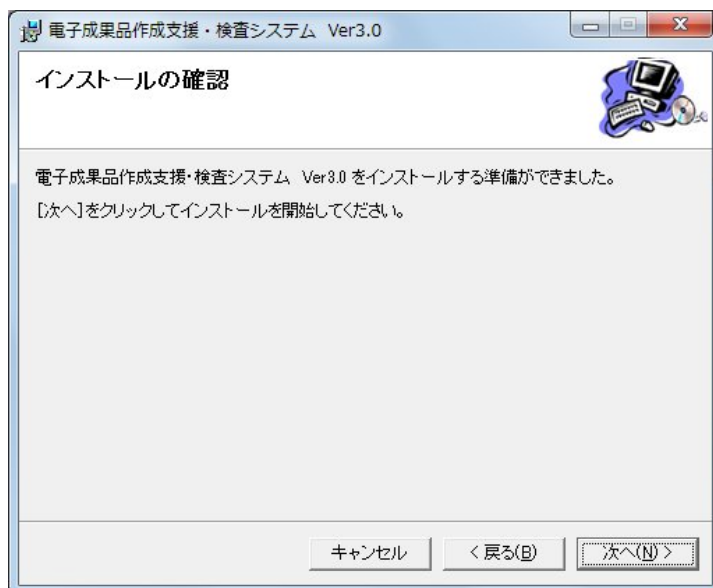 電子成果品作成支援・検査システム Ver3.0
インストールの確認
電子成果品作成支援・検査システム Ver3.0 をインストールする準備ができました。
[次へ]をクリックしてインストールを開始してください。
キャンセル
< 戻る(B)
次へ(N) >